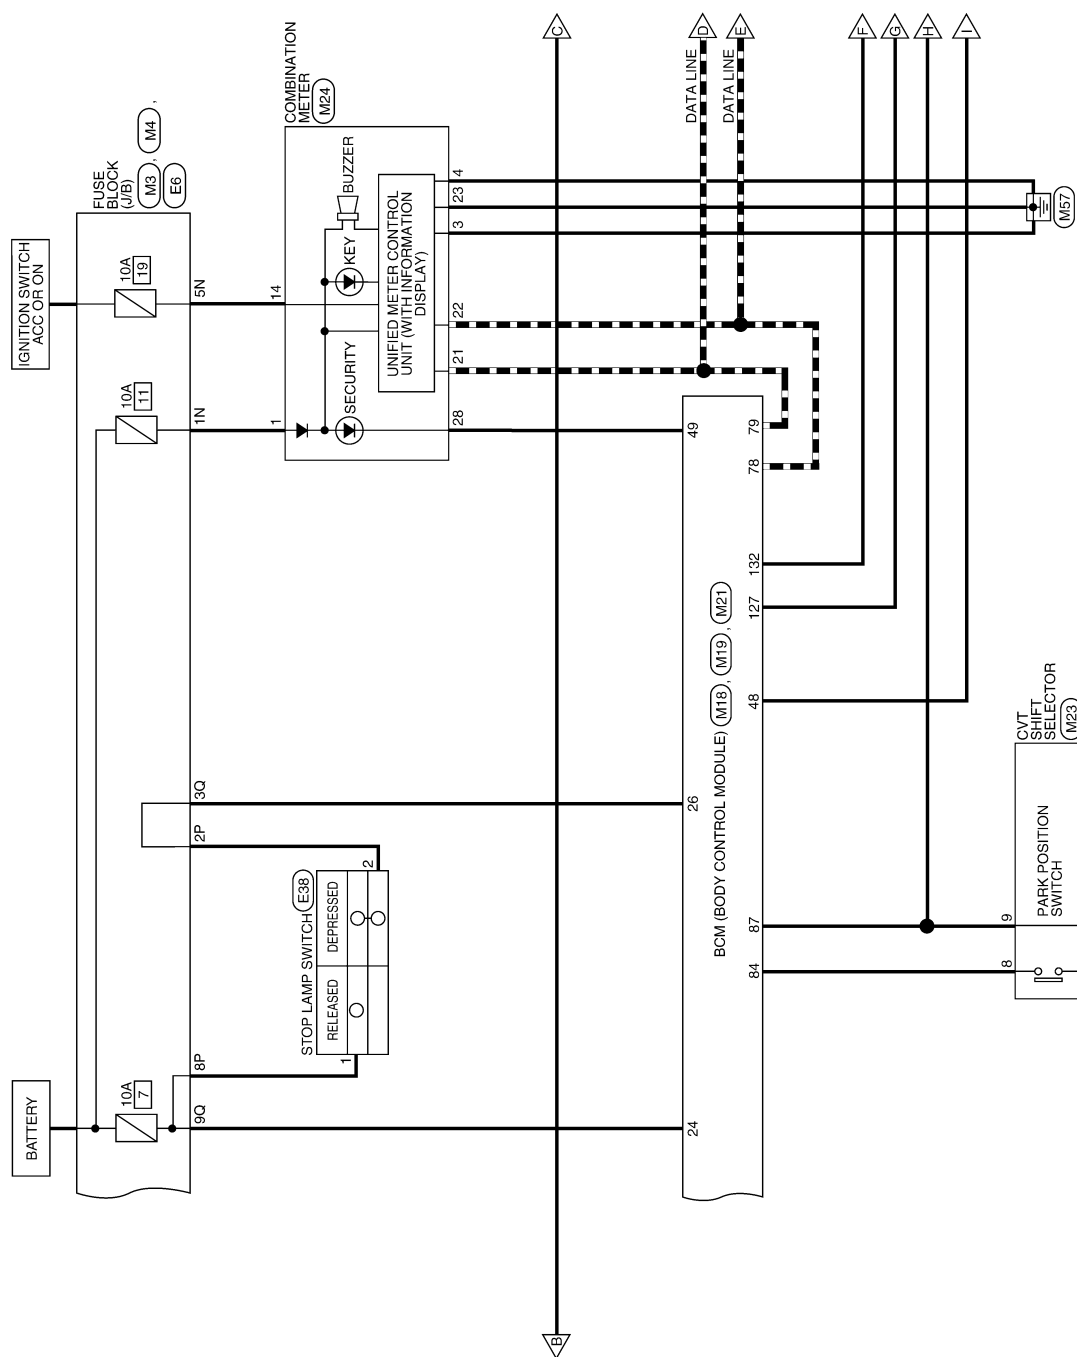 BATTERY
IGNITION SWITCH
ACC OR ON
FUSE
BLOCK
(J/B)
M3 , M4 ,
E6
10A
7
10A
11
10A
19
9Q
8P
2P
3Q
1N
5N
STOP LAMP SWITCH E38
RELEASED
DEPRESSED
1
2
COMBINATION
METER
M24
1
14
SECURITY
KEY
BUZZER
UNIFIED METER CONTROL
UNIT (WITH INFORMATION
DISPLAY)
28
21
22
3
23
4
B
C
DATA LINE
D
DATA LINE
E
F
G
H
I
24
26
49
BCM (BODY CONTROL MODULE) M18 , M19 , M21
84
87
48
127
132
78
79
8
9
CVT
SHIFT
SELECTOR
M23
PARK POSITION
SWITCH
M57